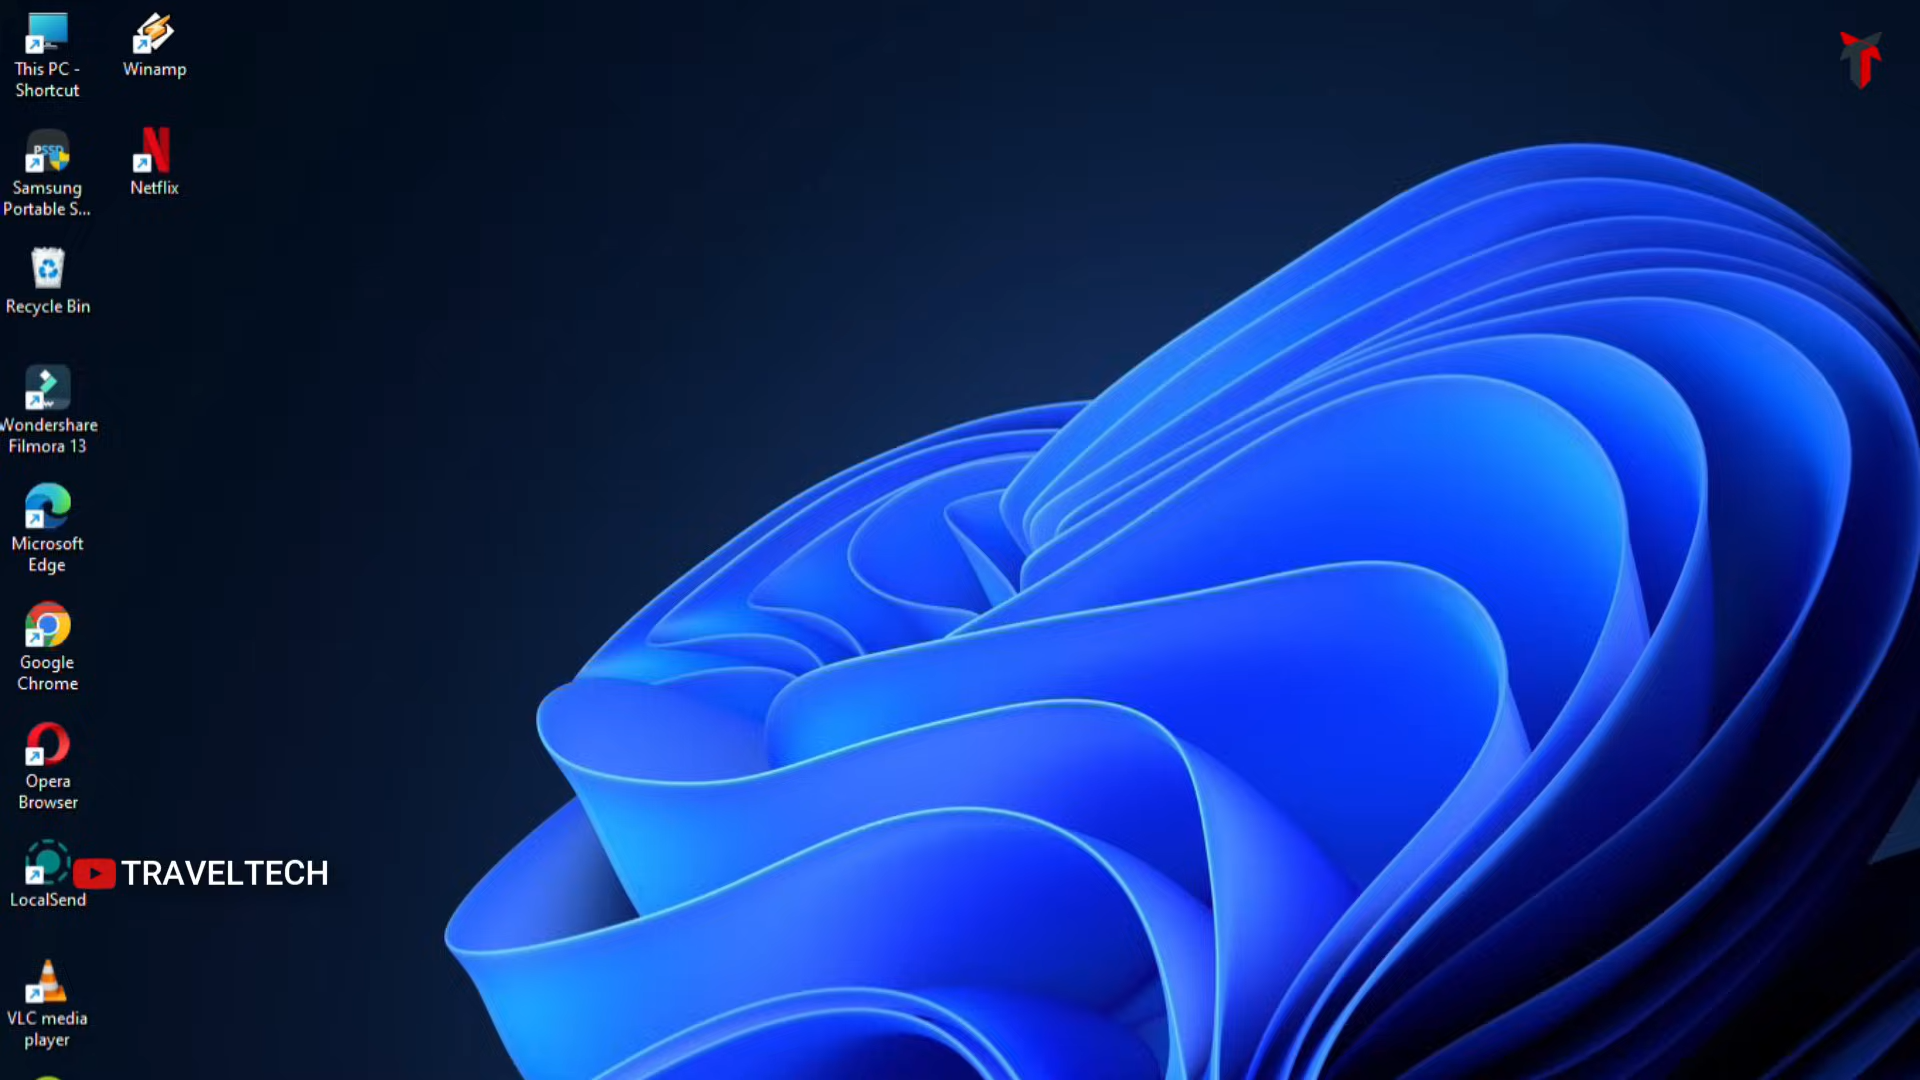 This PC -
Shortcut
Winamp
PSSD
Samsung
Portable S...
Netflix
Recycle Bin
Wondershare
Filmora 13
Microsoft
Edge
Google
Chrome
Opera
Browser
TRAVELTECH
LocalSend
VLC media
player